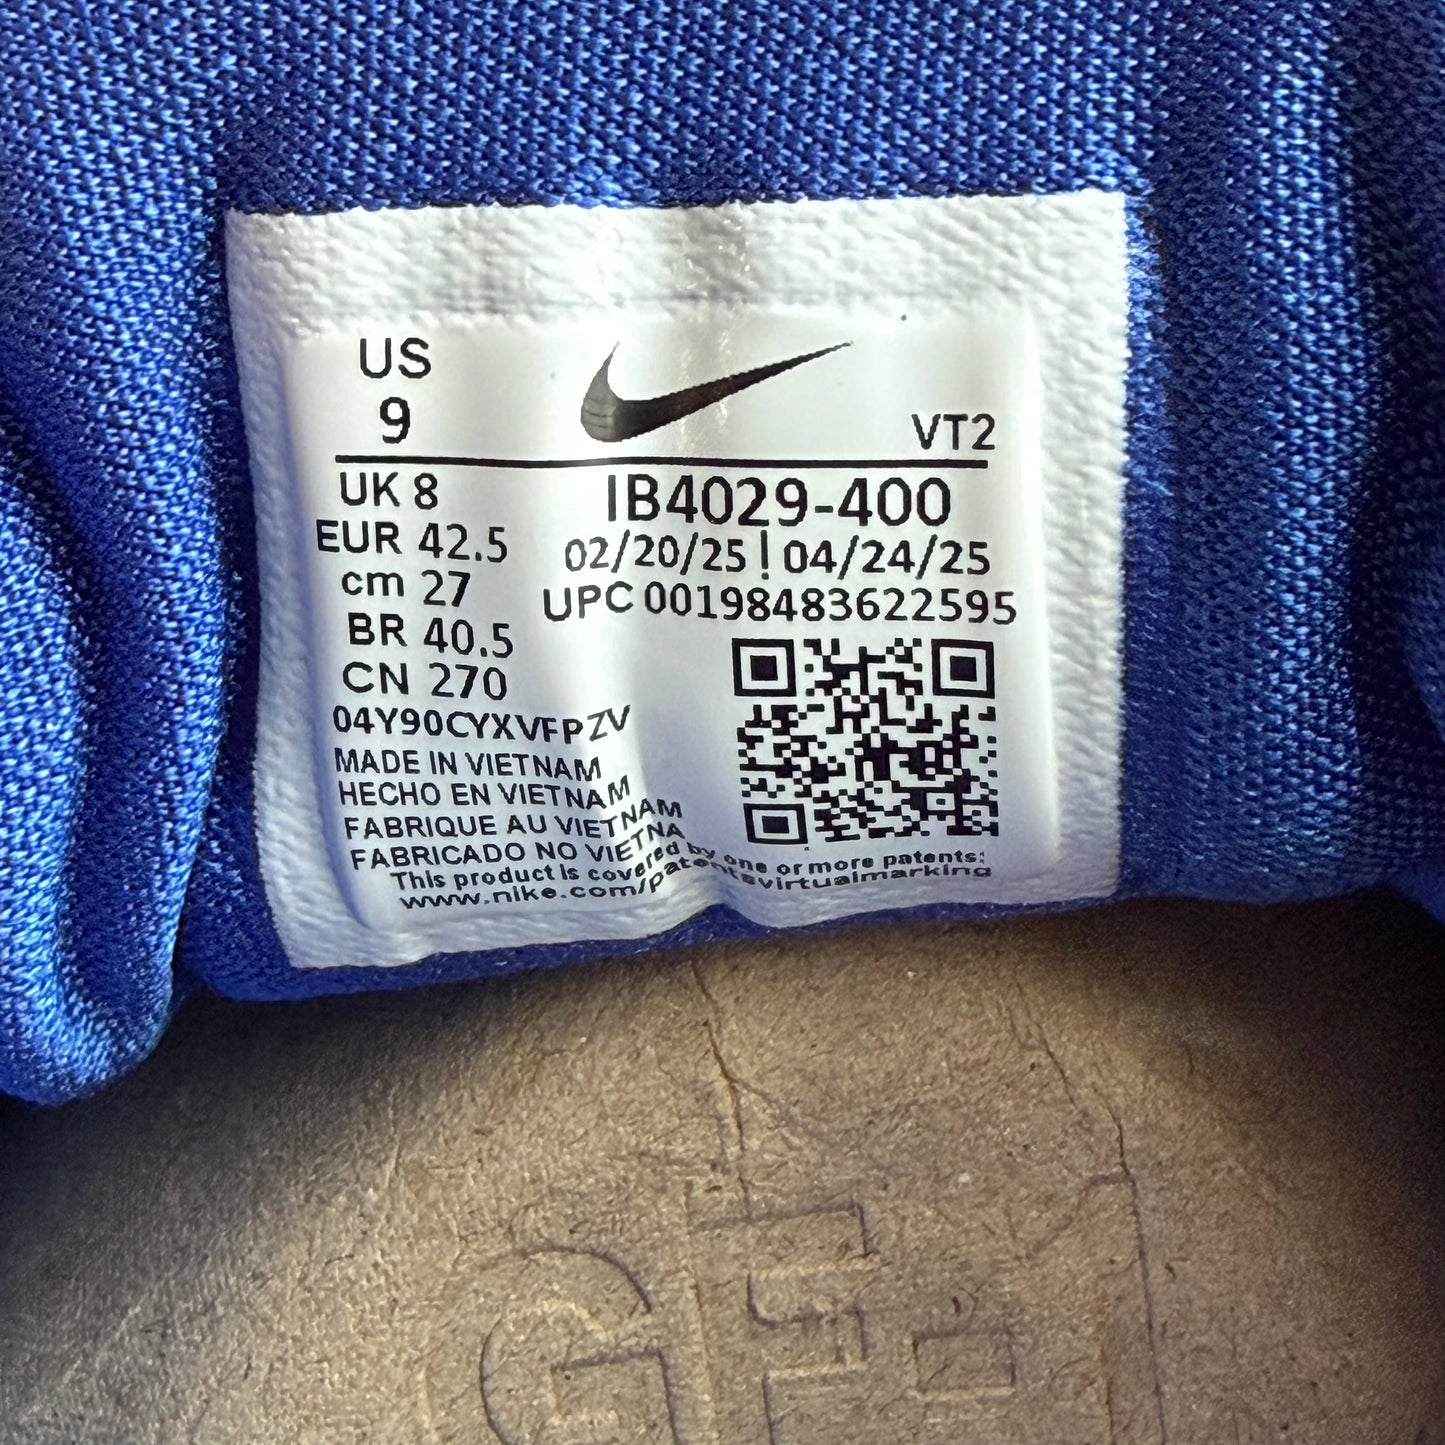 US
9
VT2
UK 8
IB4029-400
EUR 42.5
02/20/25 | 04/24/25
cm 27
UPC 00198483622595
BR 40.5
CN 270
04Y90CYXVFPZV
MADE IN VIETNAM
HECHO EN VIETNAM
FABRIQUE AU VIETNAM
FABRICADO NO VIETNA
This product is covered by one or more patents:
www.nike.com/patentsvirtualmarking